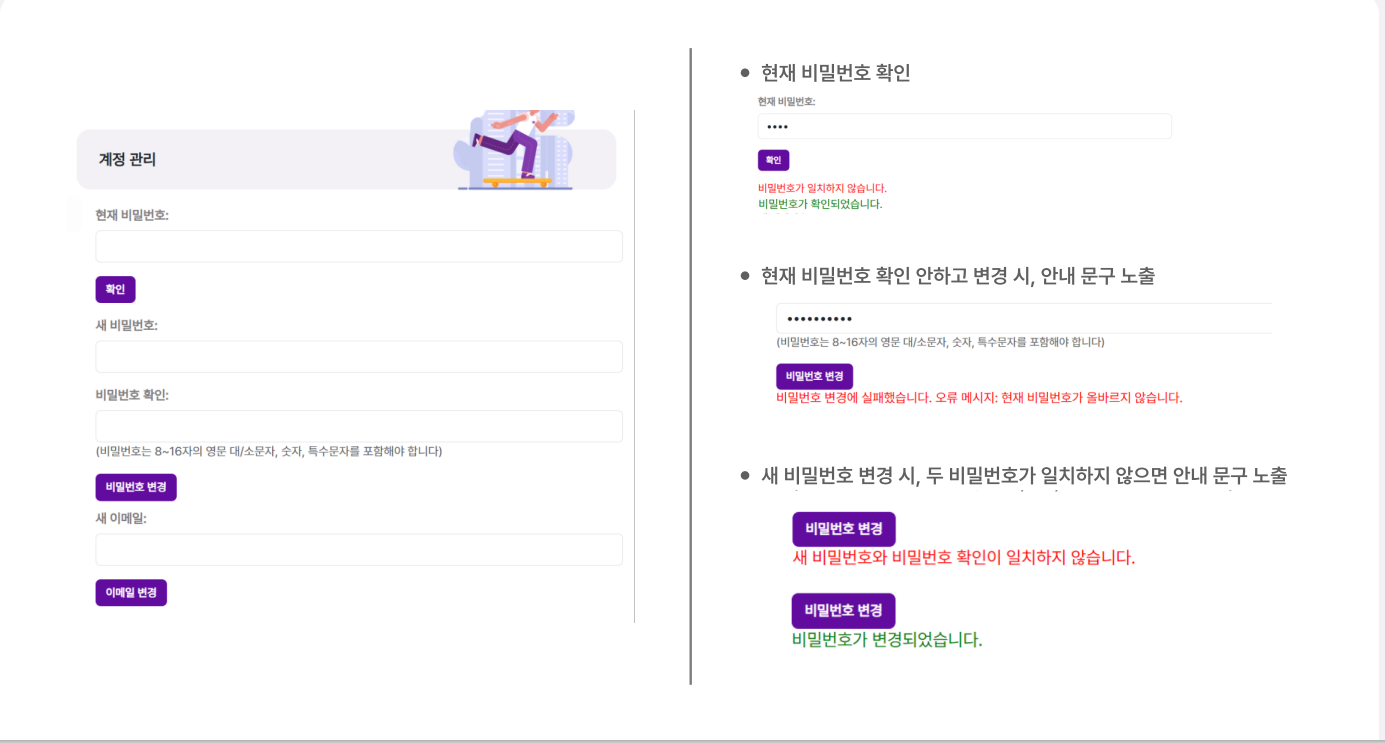 계정 관리
현재 비밀번호:
확인
새 비밀번호:
비밀번호 확인:
(비밀번호는 8~16자의 영문 대/소문자, 숫자, 특수문자를 포함해야 합니다)
비밀번호 변경
새 이메일:
이메일 변경
● 현재 비밀번호 확인
현재 비밀번호:
••••
확인
비밀번호가 일치하지 않습니다.
비밀번호가 확인되었습니다.
● 현재 비밀번호 확인 안하고 변경 시, 안내 문구 노출
••••••••••
(비밀번호는 8~16자의 영문 대/소문자, 숫자, 특수문자를 포함해야 합니다)
비밀번호 변경
비밀번호 변경에 실패했습니다. 오류 메시지: 현재 비밀번호가 올바르지 않습니다.
● 새 비밀번호 변경 시, 두 비밀번호가 일치하지 않으면 안내 문구 노출
비밀번호 변경
새 비밀번호와 비밀번호 확인이 일치하지 않습니다.
비밀번호 변경
비밀번호가 변경되었습니다.